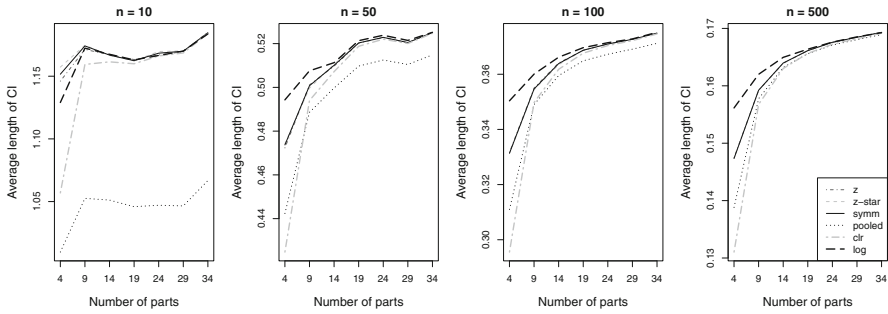 n = 10
Average length of CI
1.05 1.10 1.15
4 9 14 19 24 29 34
Number of parts
n = 50
Average length of CI
0.44 0.46 0.48 0.50 0.52
4 9 14 19 24 29 34
Number of parts
n = 100
Average length of CI
0.30 0.32 0.34 0.36
4 9 14 19 24 29 34
Number of parts
n = 500
Average length of CI
0.13 0.14 0.15 0.16 0.17
z
z-star
symm
pooled
clr
log
4 9 14 19 24 29 34
Number of parts